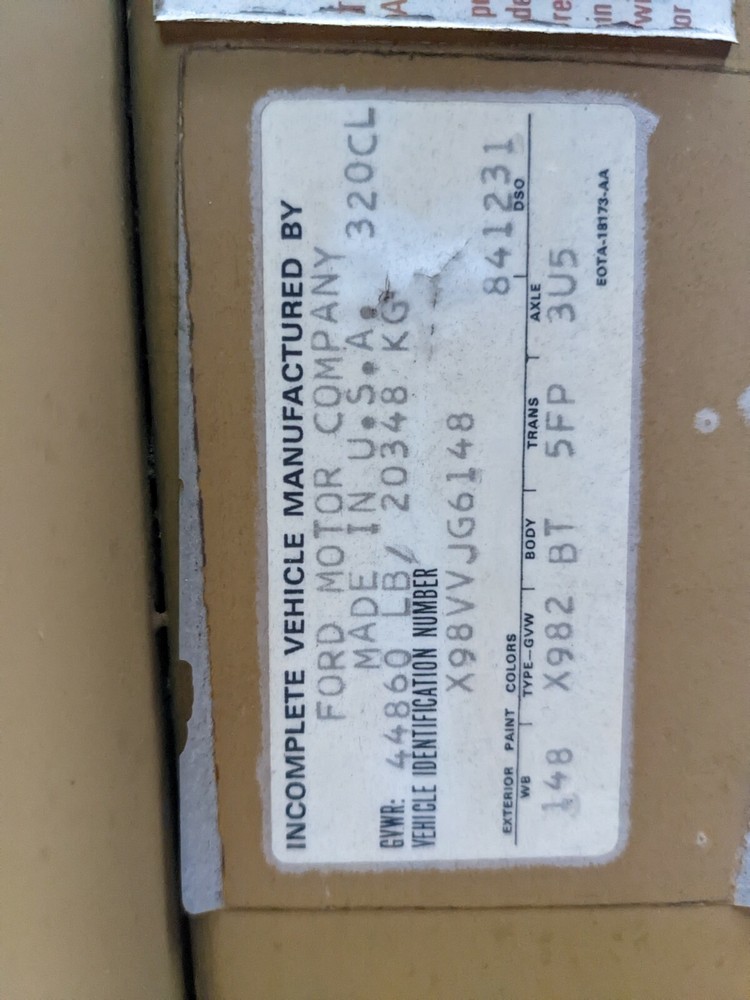 INCOMPLETE VEHICLE MANUFACTURED BY
FORD MOTOR COMPANY
MADE IN U.S.A. 320CL
GVWR: 44860 LB/ 20348 KG
VEHICLE IDENTIFICATION NUMBER
X98VVJG6148
841231
EXTERIOR PAINT COLORS DSO
WB TYPE-GVW BODY TRANS AXLE
148 X982 BT 5FP 3U5
EOTA-18173-AA